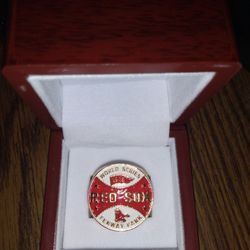 WORLD SERIES
RED SOX
FENWAY PARK